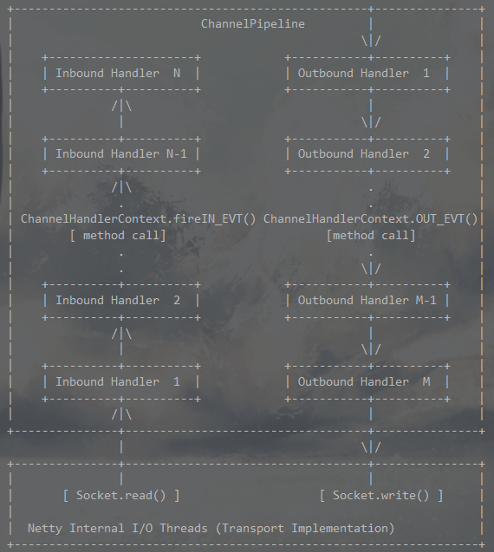 ChannelPipeline
Inbound Handler N Outbound Handler 1
Inbound Handler N-1 Outbound Handler 2
. .
. .
ChannelHandlerContext.fireIN_EVT() ChannelHandlerContext.OUT_EVT()
[ method call] [method call]
. .
. .
Inbound Handler 2 Outbound Handler M-1
Inbound Handler 1 Outbound Handler M
[ Socket.read() ] [ Socket.write() ]
Netty Internal I/O Threads (Transport Implementation)